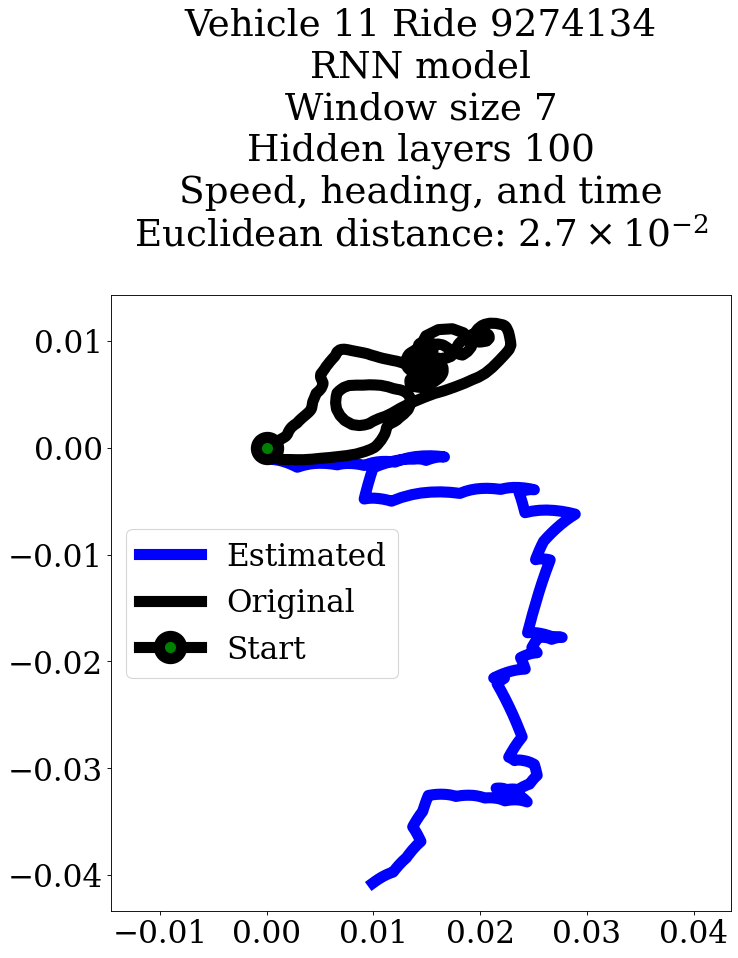 Vehicle 11 Ride 9274134
RNN model
Window size 7
Hidden layers 100
Speed, heading, and time
Euclidean distance: 2.7 × 10⁻²
0.01
0.00
−0.01
−0.02
−0.03
−0.04
Estimated
Original
Start
−0.01 0.00 0.01 0.02 0.03 0.04